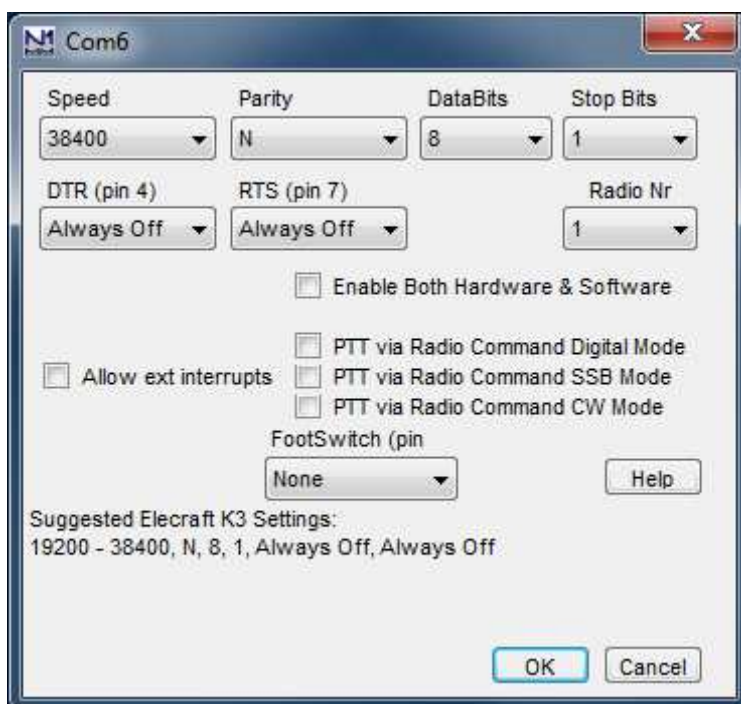 N1 Com6
Speed Parity DataBits Stop Bits
38400 N 8 1
DTR (pin 4) RTS (pin 7) Radio Nr
Always Off Always Off 1
Enable Both Hardware & Software
PTT via Radio Command Digital Mode
Allow ext interrupts PTT via Radio Command SSB Mode
PTT via Radio Command CW Mode
FootSwitch (pin
None Help
Suggested Elecraft K3 Settings:
19200 - 38400, N, 8, 1, Always Off, Always Off
OK Cancel